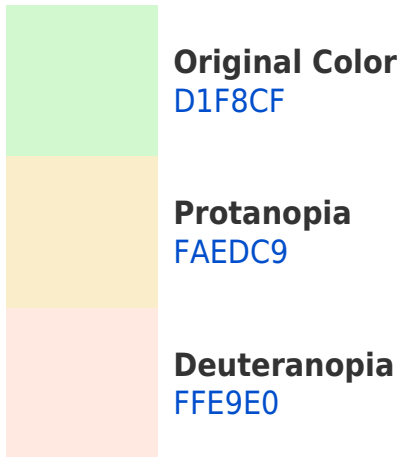 Original Color
D1F8CF
Protanopia
FAEDC9
Deuteranopia
FFE9E0